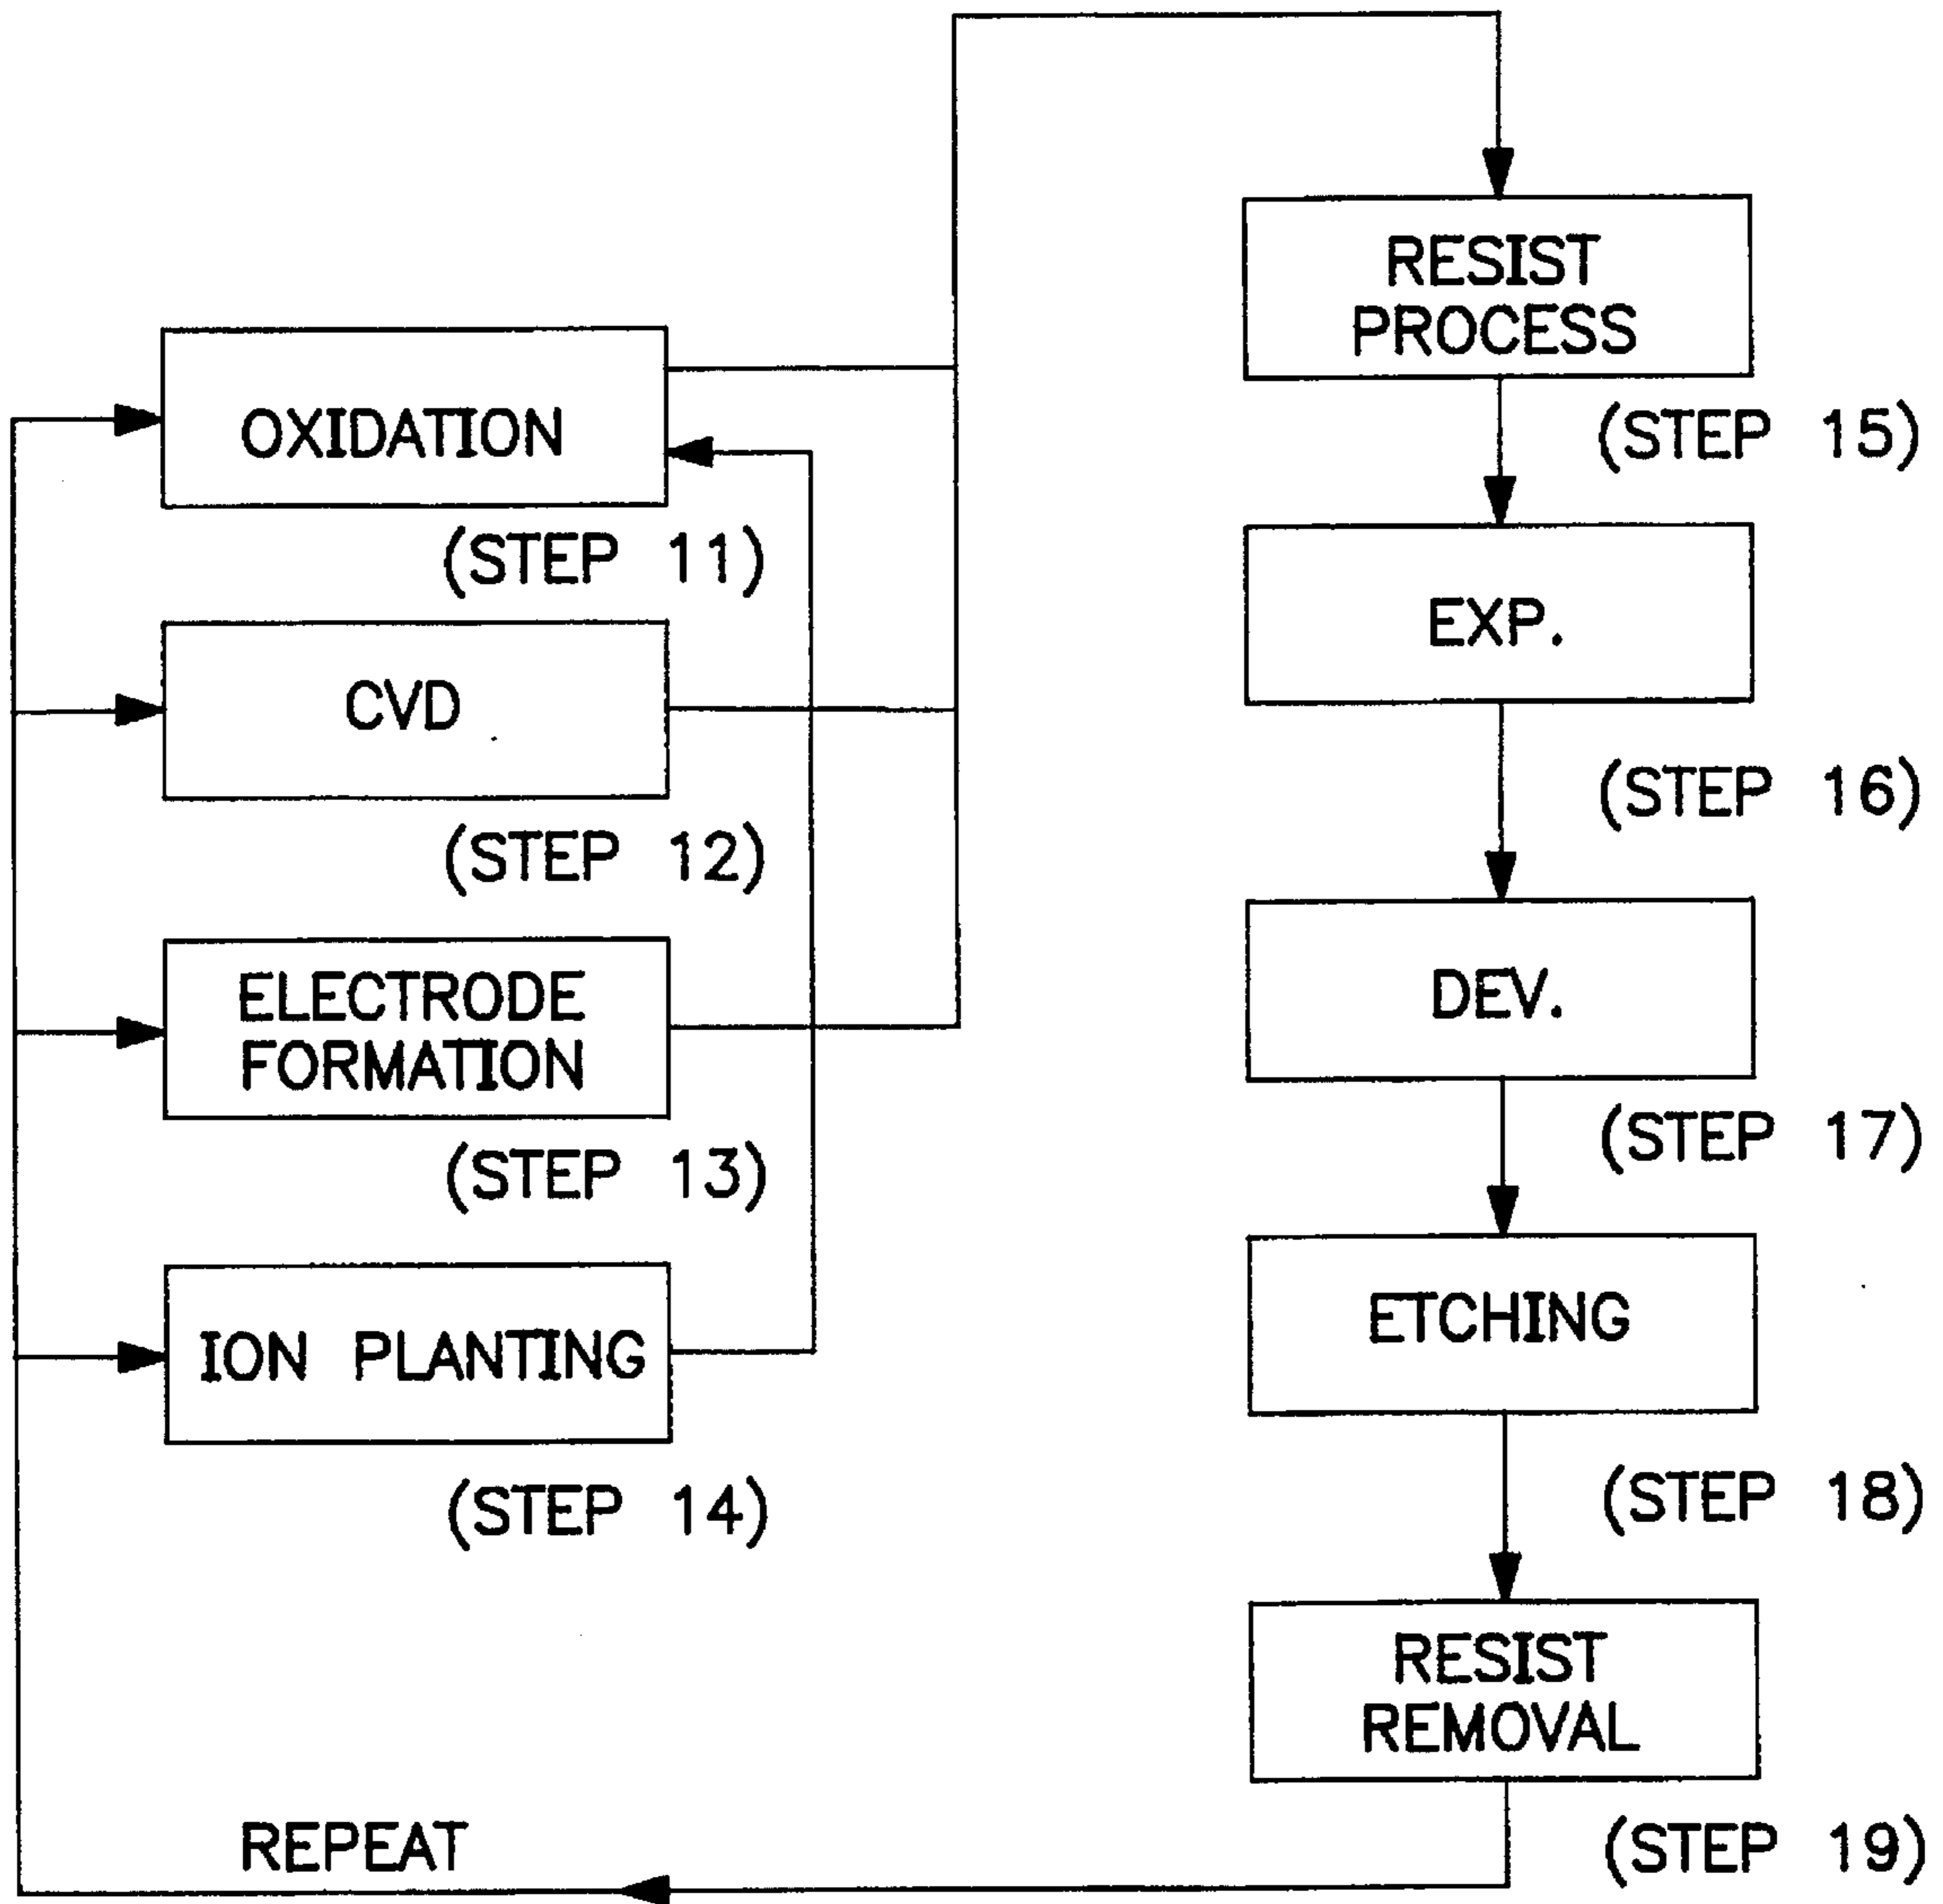 OXIDATION
(STEP 11)
CVD
(STEP 12)
ELECTRODE
FORMATION
(STEP 13)
ION PLANTING
(STEP 14)
RESIST
PROCESS
(STEP 15)
EXP.
(STEP 16)
DEV.
(STEP 17)
ETCHING
(STEP 18)
RESIST
REMOVAL
(STEP 19)
REPEAT